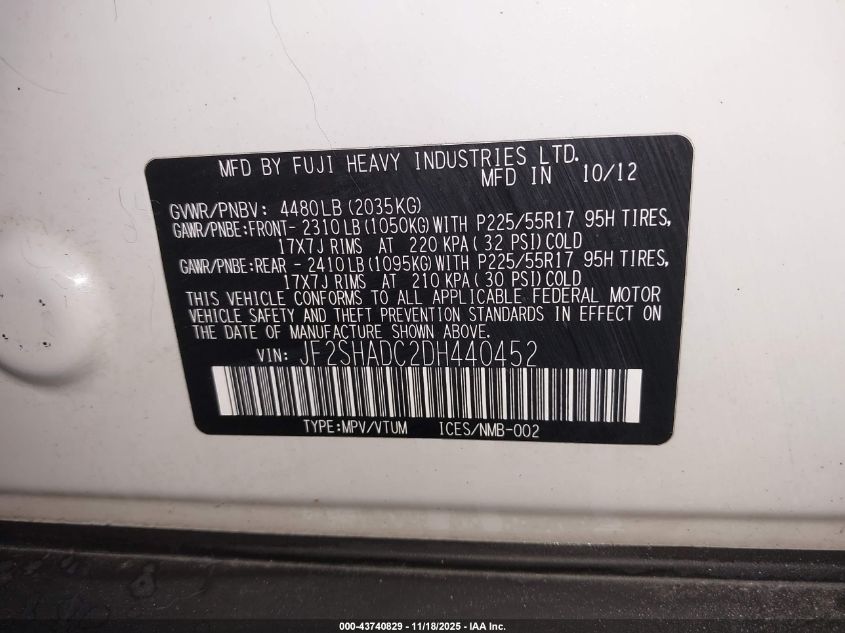 MFD BY FUJI HEAVY INDUSTRIES LTD.
MFD IN 10/12
GVWR/PNBV: 4480LB (2035KG)
GAWR/PNBE:FRONT- 2310 LB (1050KG) WITH P225/55R17 95H TIRES,
17X7J RIMS AT 220 KPA ( 32 PSI) COLD
GAWR/PNBE:REAR - 2410 LB (1095KG) WITH P225/55R17 95H TIRES,
17X7J RIMS AT 210 KPA ( 30 PSI) COLD
THIS VEHICLE CONFORMS TO ALL APPLICABLE FEDERAL MOTOR
VEHICLE SAFETY AND THEFT PREVENTION STANDARDS IN EFFECT ON
THE DATE OF MANUFACTURE SHOWN ABOVE.
VIN: JF2SHADC2DH440452
TYPE:MPV/VTUM ICES/NMB-002
000-43740829 - 11/18/2025 - IAA Inc.